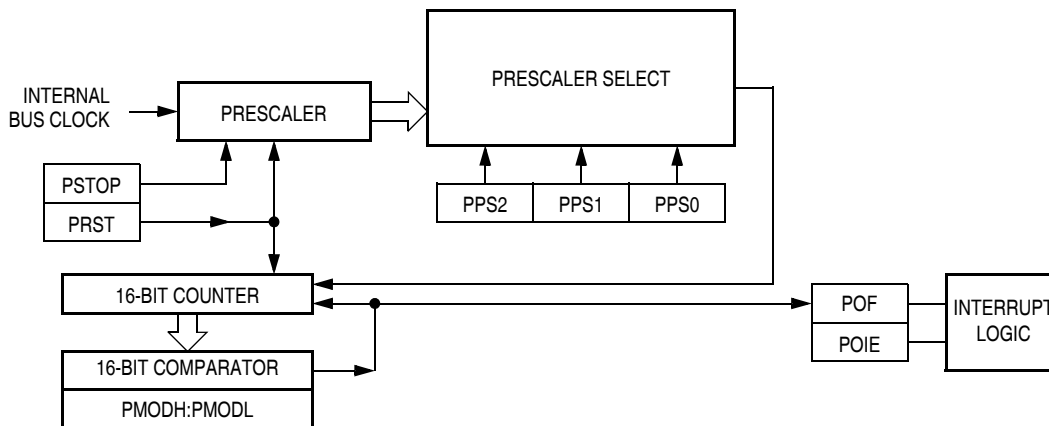 PRESCALER SELECT
INTERNAL
BUS CLOCK
PRESCALER
PSTOP
PRST
PPS2
PPS1
PPS0
16-BIT COUNTER
POF
POIE
INTERRUPT
LOGIC
16-BIT COMPARATOR
PMODH:PMODL